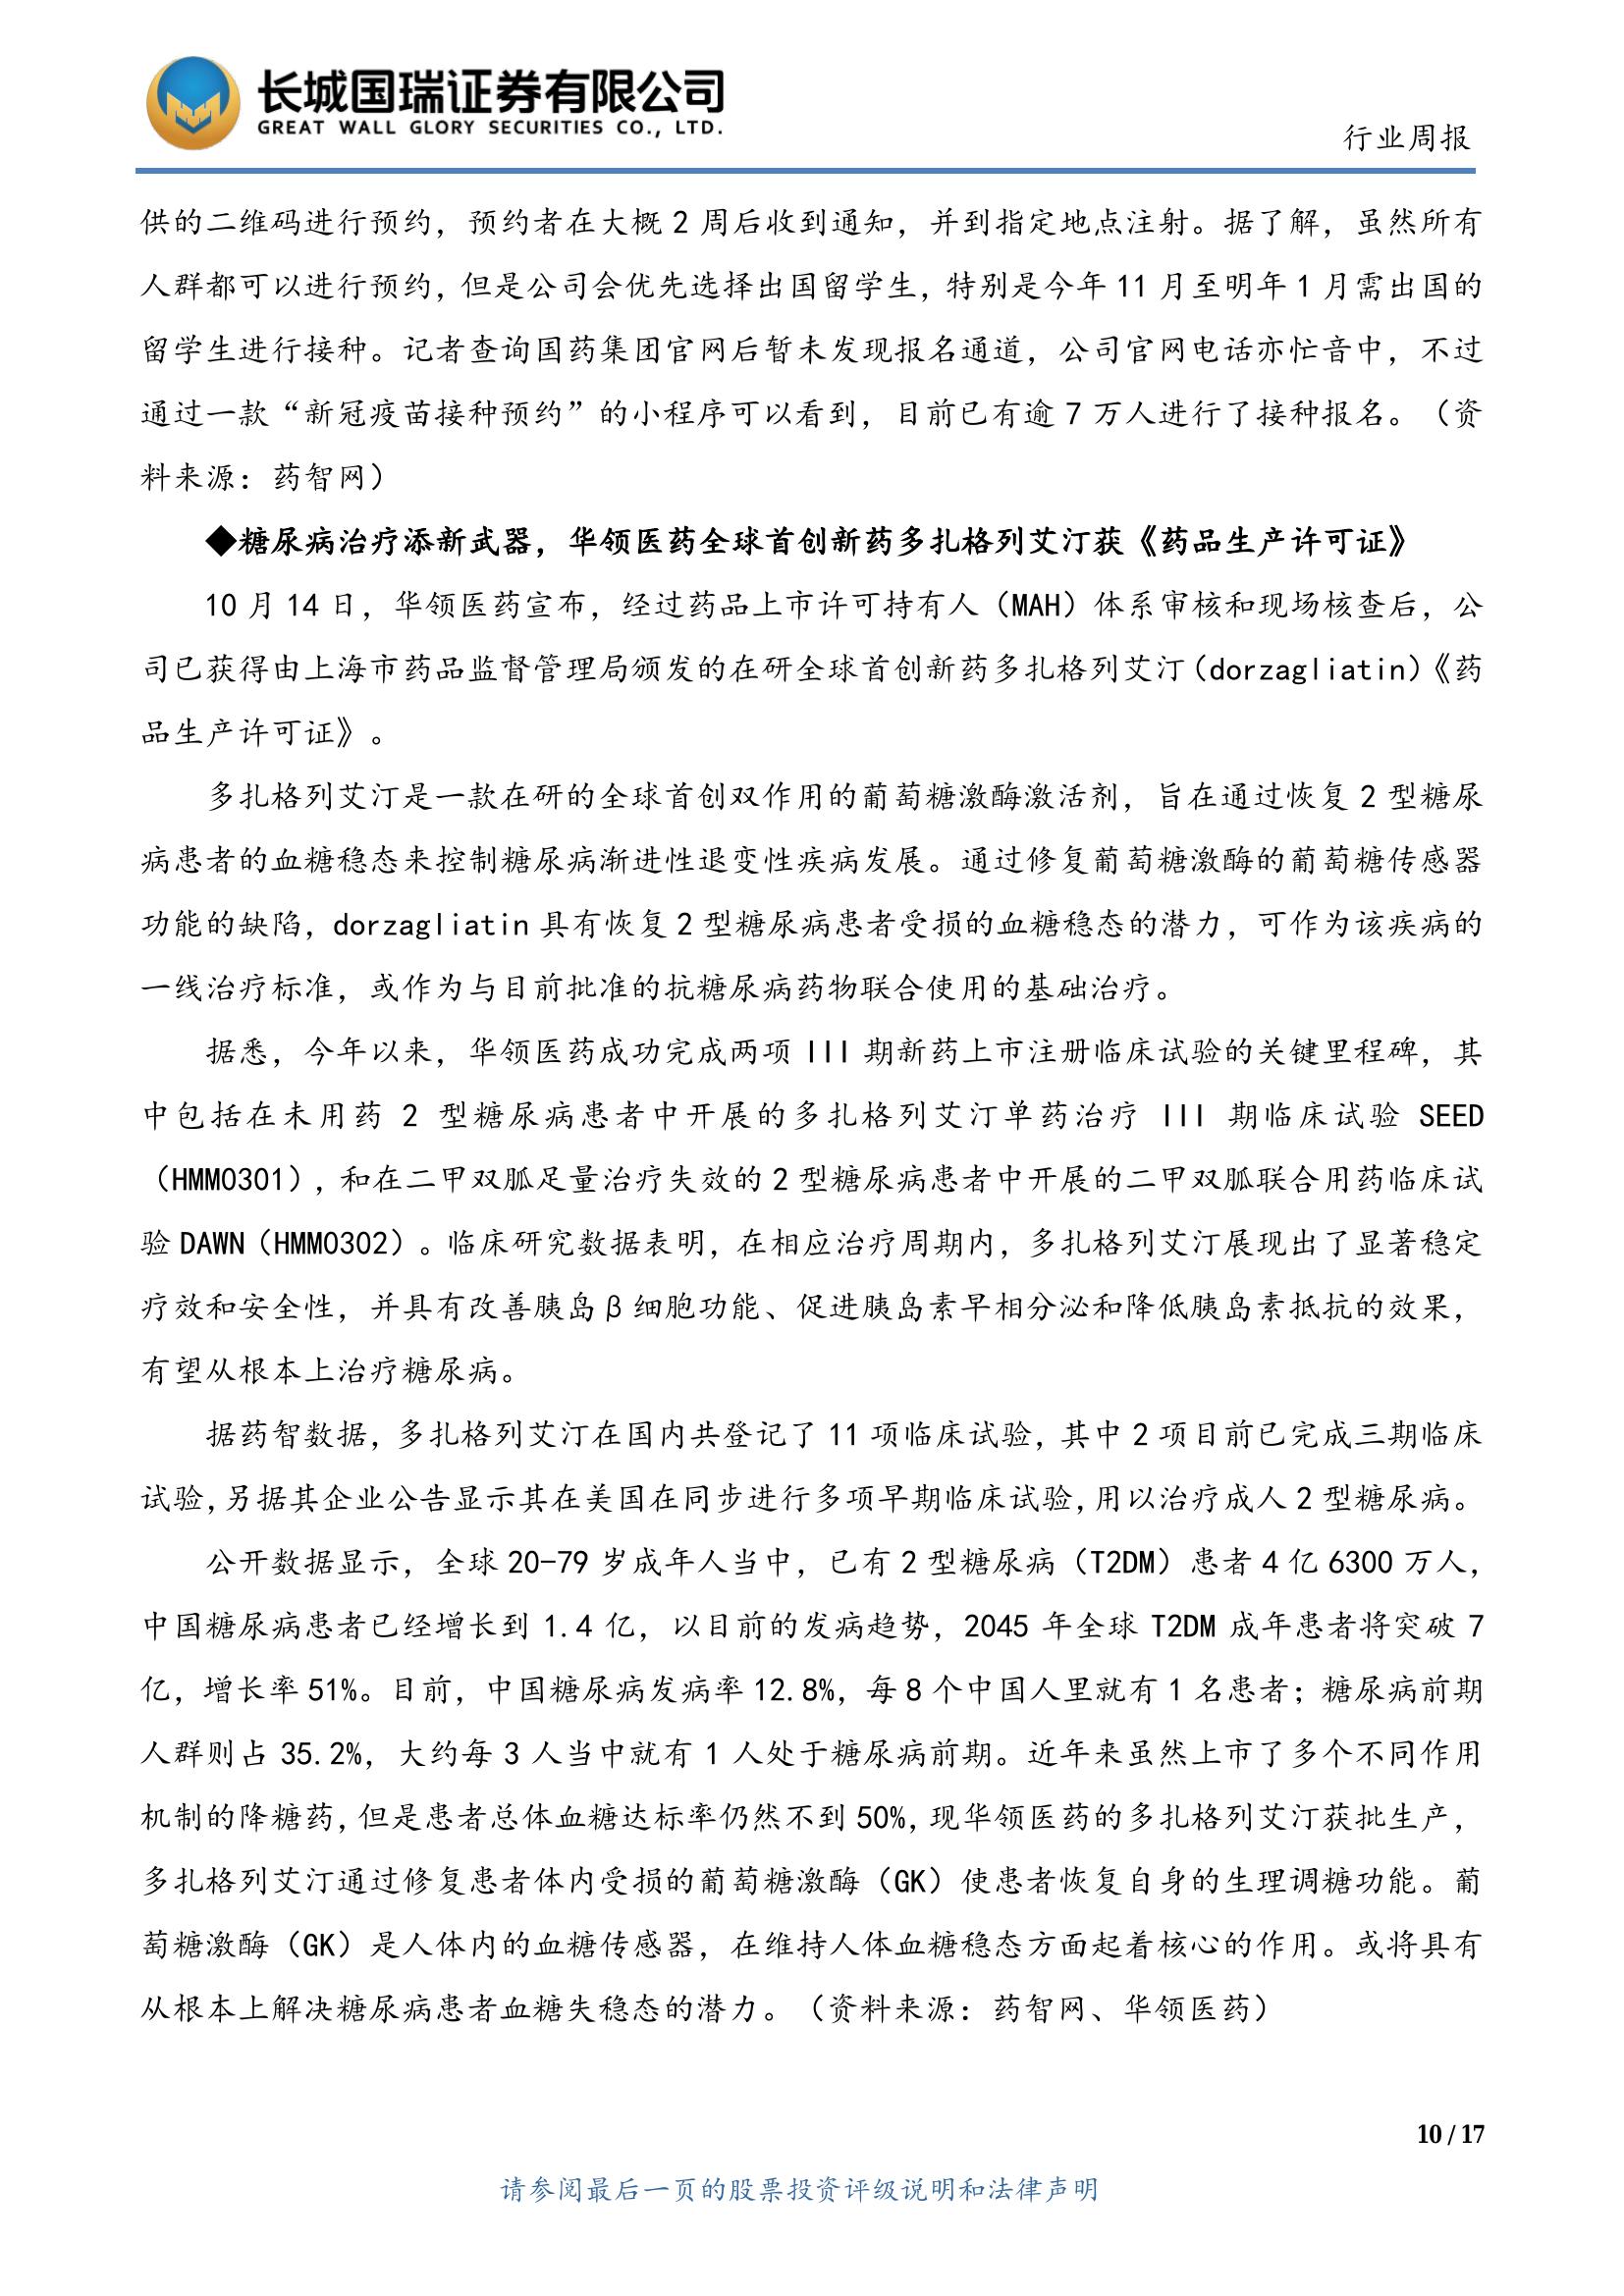 长城国瑞证券有限公司
GREAT WALL GLORY SECURITIES CO., LTD.
行业周报
供的二维码进行预约，预约者在大概 2 周后收到通知，并到指定地点注射。据了解，虽然所有
人群都可以进行预约，但是公司会优先选择出国留学生，特别是今年 11 月至明年 1 月需出国的
留学生进行接种。记者查询国药集团官网后暂未发现报名通道，公司官网电话亦忙音中，不过
通过一款“新冠疫苗接种预约”的小程序可以看到，目前已有逾 7 万人进行了接种报名。（资
料来源：药智网）
◆糖尿病治疗添新武器，华领医药全球首创新药多扎格列艾汀获《药品生产许可证》
10 月 14 日，华领医药宣布，经过药品上市许可持有人（MAH）体系审核和现场核查后，公
司已获得由上海市药品监督管理局颁发的在研全球首创新药多扎格列艾汀（dorzagliatin）《药
品生产许可证》。
多扎格列艾汀是一款在研的全球首创双作用的葡萄糖激酶激活剂，旨在通过恢复 2 型糖尿
病患者的血糖稳态来控制糖尿病渐进性退变性疾病发展。通过修复葡萄糖激酶的葡萄糖传感器
功能的缺陷，dorzagliatin 具有恢复 2 型糖尿病患者受损的血糖稳态的潜力，可作为该疾病的
一线治疗标准，或作为与目前批准的抗糖尿病药物联合使用的基础治疗。
据悉，今年以来，华领医药成功完成两项 III 期新药上市注册临床试验的关键里程碑，其
中包括在未用药 2 型糖尿病患者中开展的多扎格列艾汀单药治疗 III 期临床试验 SEED
（HMM0301），和在二甲双胍足量治疗失效的 2 型糖尿病患者中开展的二甲双胍联合用药临床试
验 DAWN（HMM0302）。临床研究数据表明，在相应治疗周期内，多扎格列艾汀展现出了显著稳定
疗效和安全性，并具有改善胰岛 β 细胞功能、促进胰岛素早相分泌和降低胰岛素抵抗的效果，
有望从根本上治疗糖尿病。
据药智数据，多扎格列艾汀在国内共登记了 11 项临床试验，其中 2 项目前已完成三期临床
试验，另据其企业公告显示其在美国在同步进行多项早期临床试验，用以治疗成人 2 型糖尿病。
公开数据显示，全球 20-79 岁成年人当中，已有 2 型糖尿病（T2DM）患者 4 亿 6300 万人，
中国糖尿病患者已经增长到 1.4 亿，以目前的发病趋势，2045 年全球 T2DM 成年患者将突破 7
亿，增长率 51%。目前，中国糖尿病发病率 12.8%，每 8 个中国人里就有 1 名患者；糖尿病前期
人群则占 35.2%，大约每 3 人当中就有 1 人处于糖尿病前期。近年来虽然上市了多个不同作用
机制的降糖药，但是患者总体血糖达标率仍然不到 50%，现华领医药的多扎格列艾汀获批生产，
多扎格列艾汀通过修复患者体内受损的葡萄糖激酶（GK）使患者恢复自身的生理调糖功能。葡
萄糖激酶（GK）是人体内的血糖传感器，在维持人体血糖稳态方面起着核心的作用。或将具有
从根本上解决糖尿病患者血糖失稳态的潜力。（资料来源：药智网、华领医药）
10 / 17
请参阅最后一页的股票投资评级说明和法律声明